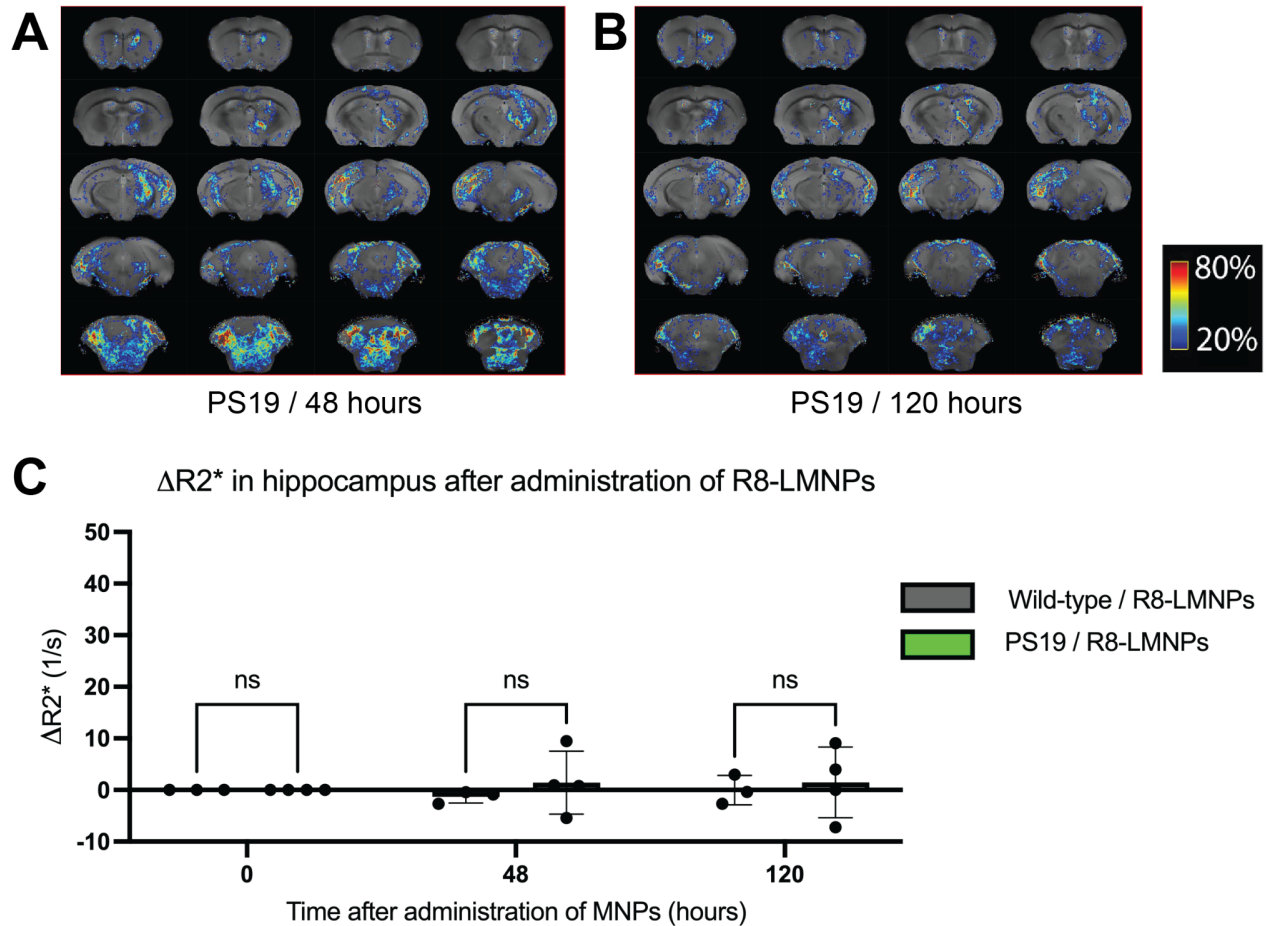 A
B
80%
20%
PS19 / 48 hours
PS19 / 120 hours
C
ΔR2* in hippocampus after administration of R8-LMNPs
50
40
30
20
10
0
-10
ΔR2* (1/s)
ns
ns
ns
Wild-type / R8-LMNPs
PS19 / R8-LMNPs
0
48
120
Time after administration of MNPs (hours)